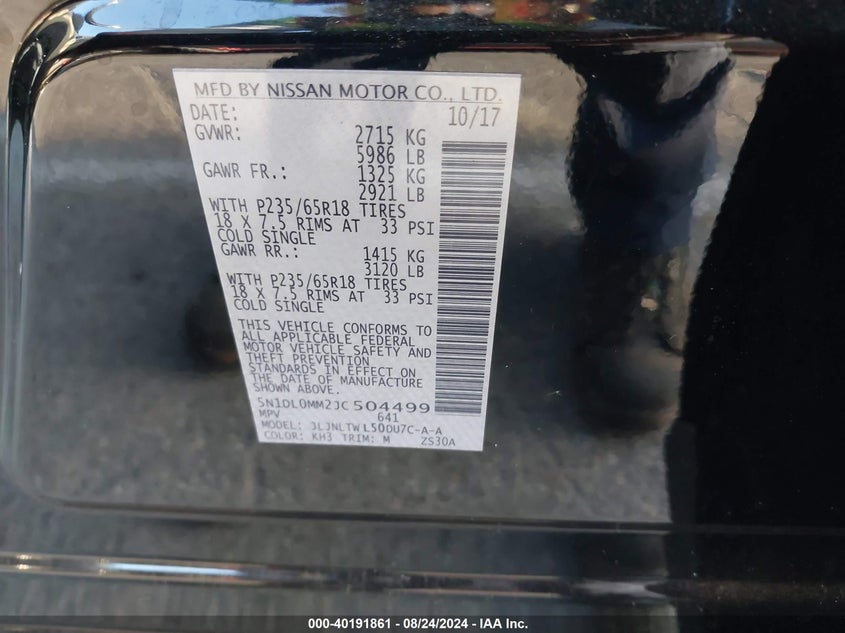 MFD BY NISSAN MOTOR CO., LTD.
DATE: 10/17
GVWR: 2715 KG
5986 LB
GAWR FR.: 1325 KG
2921 LB
WITH P235/65R18 TIRES
18 X 7.5 RIMS AT 33 PSI
COLD SINGLE
GAWR RR.: 1415 KG
3120 LB
WITH P235/65R18 TIRES
18 X 7.5 RIMS AT 33 PSI
COLD SINGLE
THIS VEHICLE CONFORMS TO
ALL APPLICABLE FEDERAL
MOTOR VEHICLE SAFETY AND
THEFT PREVENTION
STANDARDS IN EFFECT ON
THE DATE OF MANUFACTURE
SHOWN ABOVE.
5N1DL0MM2JC504499
MPV 641
MODEL: JLJNLTWL50DU7C-A-A
COLOR: KH3 TRIM: M ZS30A
000-40191861 / 08/24/2024 - IAA Inc.